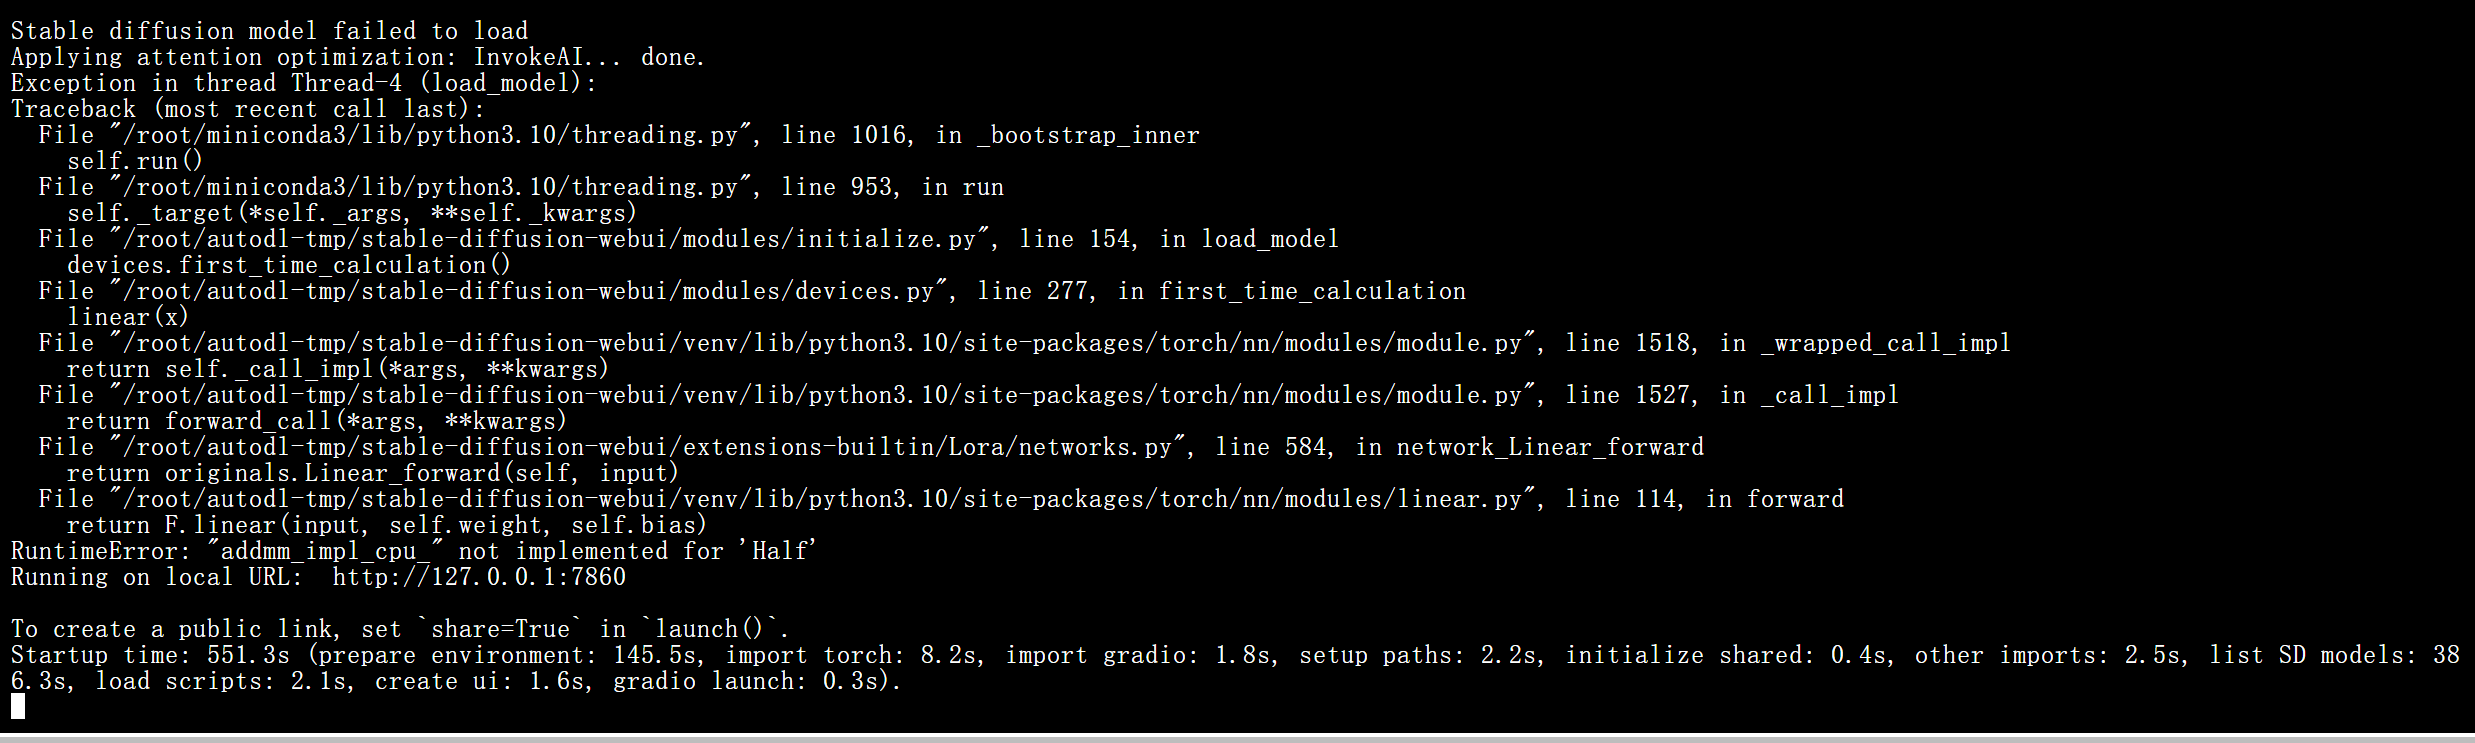 Stable diffusion model failed to load
Applying attention optimization: InvokeAI... done.
Exception in thread Thread-4 (load_model):
Traceback (most recent call last):
  File "/root/miniconda3/lib/python3.10/threading.py", line 1016, in _bootstrap_inner
    self.run()
  File "/root/miniconda3/lib/python3.10/threading.py", line 953, in run
    self._target(*self._args, **self._kwargs)
  File "/root/autodl-tmp/stable-diffusion-webui/modules/initialize.py", line 154, in load_model
    devices.first_time_calculation()
  File "/root/autodl-tmp/stable-diffusion-webui/modules/devices.py", line 277, in first_time_calculation
    linear(x)
  File "/root/autodl-tmp/stable-diffusion-webui/venv/lib/python3.10/site-packages/torch/nn/modules/module.py", line 1518, in _wrapped_call_impl
    return self._call_impl(*args, **kwargs)
  File "/root/autodl-tmp/stable-diffusion-webui/venv/lib/python3.10/site-packages/torch/nn/modules/module.py", line 1527, in _call_impl
    return forward_call(*args, **kwargs)
  File "/root/autodl-tmp/stable-diffusion-webui/extensions-builtin/Lora/networks.py", line 584, in network_Linear_forward
    return originals.Linear_forward(self, input)
  File "/root/autodl-tmp/stable-diffusion-webui/venv/lib/python3.10/site-packages/torch/nn/modules/linear.py", line 114, in forward
    return F.linear(input, self.weight, self.bias)
RuntimeError: "addmm_impl_cpu_" not implemented for 'Half'
Running on local URL:  http://127.0.0.1:7860

To create a public link, set `share=True` in `launch()`.
Startup time: 551.3s (prepare environment: 145.5s, import torch: 8.2s, import gradio: 1.8s, setup paths: 2.2s, initialize shared: 0.4s, other imports: 2.5s, list SD models: 38
6.3s, load scripts: 2.1s, create ui: 1.6s, gradio launch: 0.3s).